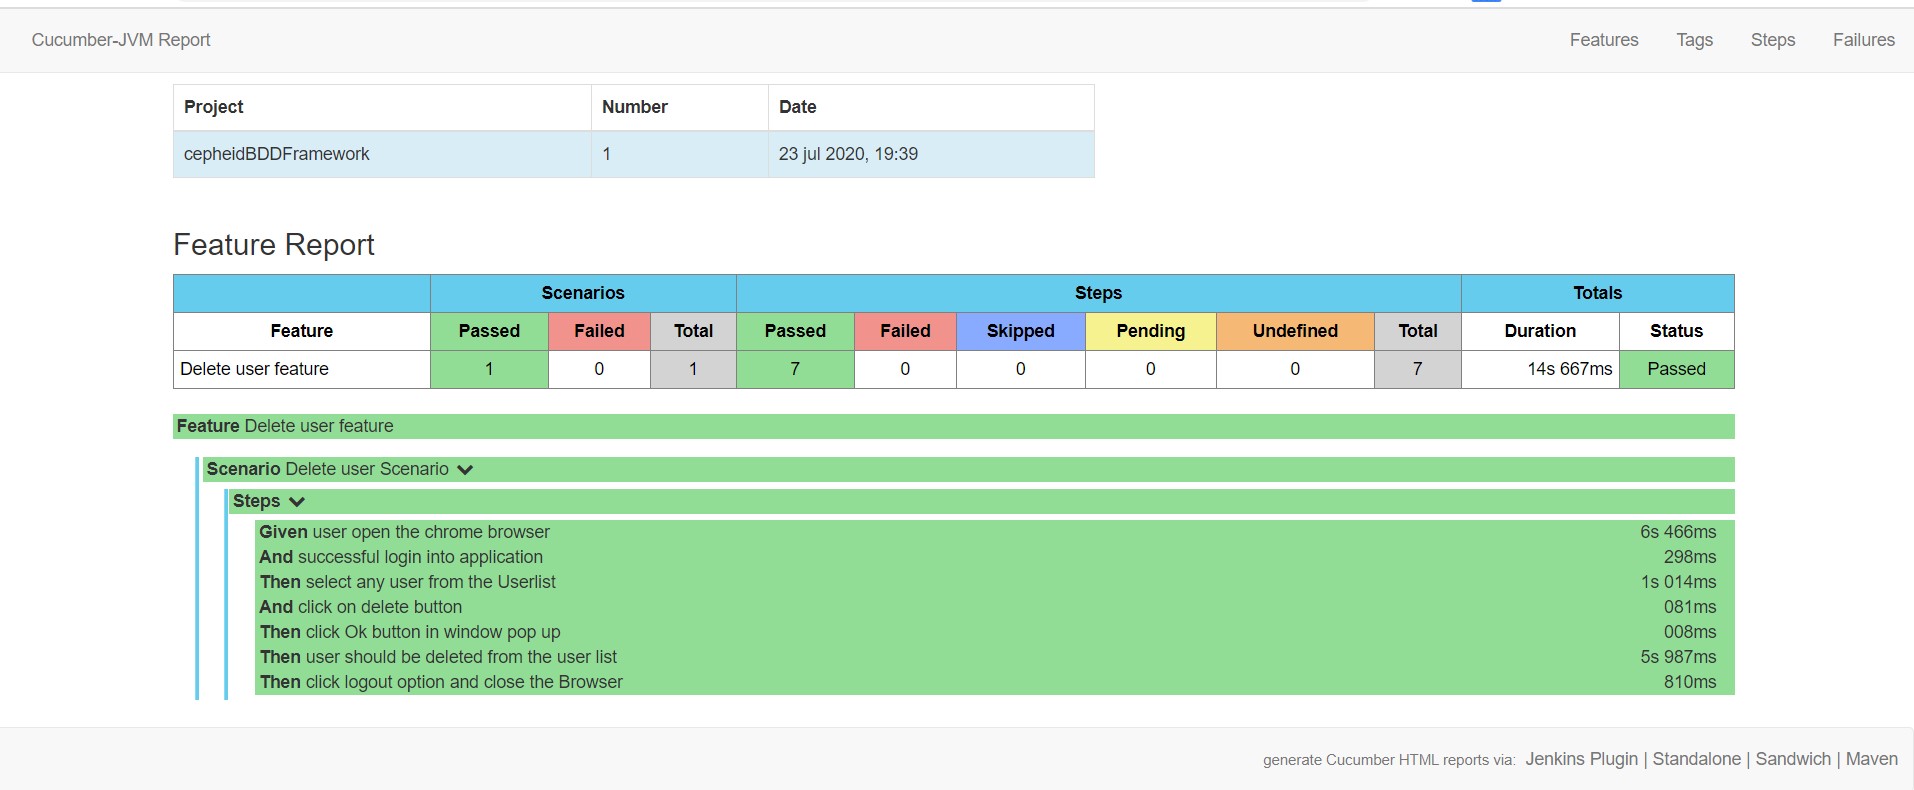 Cucumber-JVM Report Features Tags Steps Failures
Project Number Date
cepheidBDDFramework 1 23 jul 2020, 19:39
Feature Report
Scenarios Steps Totals
Feature Passed Failed Total Passed Failed Skipped Pending Undefined Total Duration Status
Delete user feature 1 0 1 7 0 0 0 0 7 14s 667ms Passed
Feature Delete user feature
Scenario Delete user Scenario
Steps
Given user open the chrome browser 6s 466ms
And successful login into application 298ms
Then select any user from the Userlist 1s 014ms
And click on delete button 081ms
Then click Ok button in window pop up 008ms
Then user should be deleted from the user list 5s 987ms
Then click logout option and close the Browser 810ms
generate Cucumber HTML reports via: Jenkins Plugin | Standalone | Sandwich | Maven